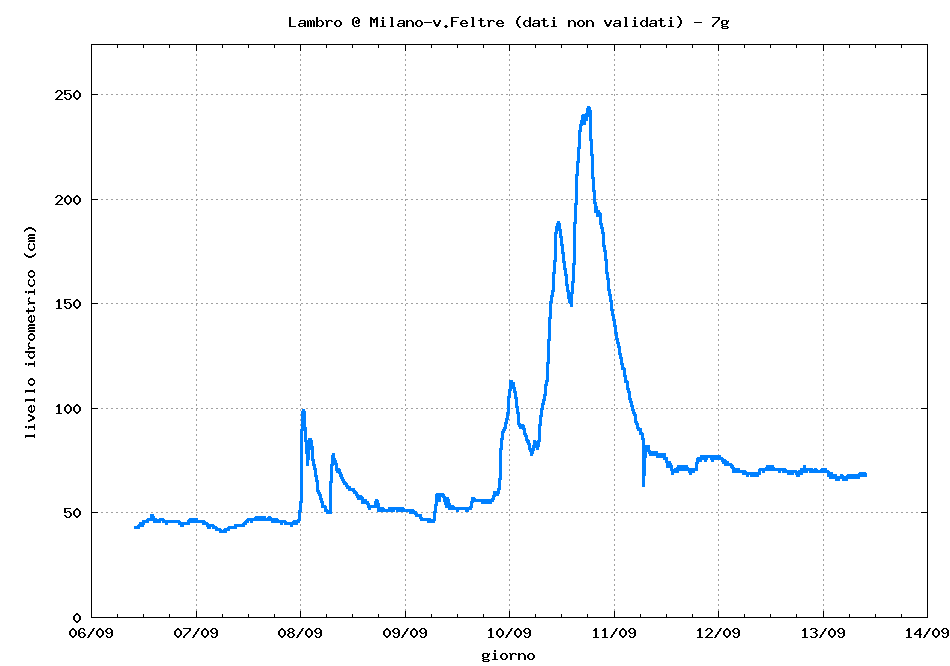 Lambro @ Milano-v.Feltre (dati non validati) - 7g
livello idrometrico (cm)
250
200
150
100
50
0
06/09 07/09 08/09 09/09 10/09 11/09 12/09 13/09 14/09
giorno